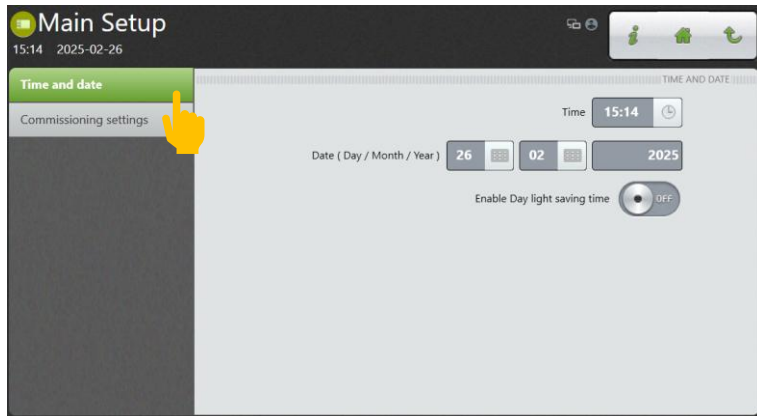 Main Setup
15:14 2025-02-26
Time and date
Commissioning settings
TIME AND DATE
Time 15:14
Date ( Day / Month / Year ) 26 02 2025
Enable Day light saving time OFF